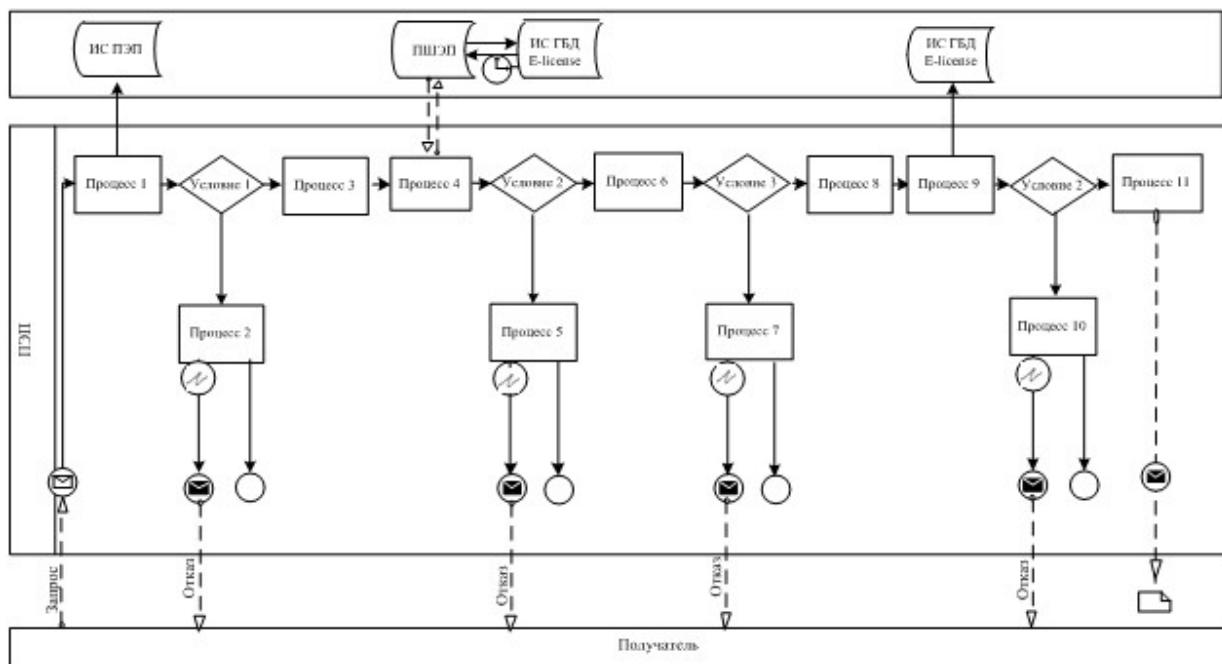 ИС ПЭП
ПШЭП
ИС ГБД
E-license
ИС ГБД
E-license
ПЭП
Процесс 1
Условие 1
Процесс 3
Процесс 4
Условие 2
Процесс 6
Условие 3
Процесс 8
Процесс 9
Условие 2
Процесс 11
Процесс 2
Процесс 5
Процесс 7
Процесс 10
Запрос
Отказ
Отказ
Отказ
Отказ
Получатель